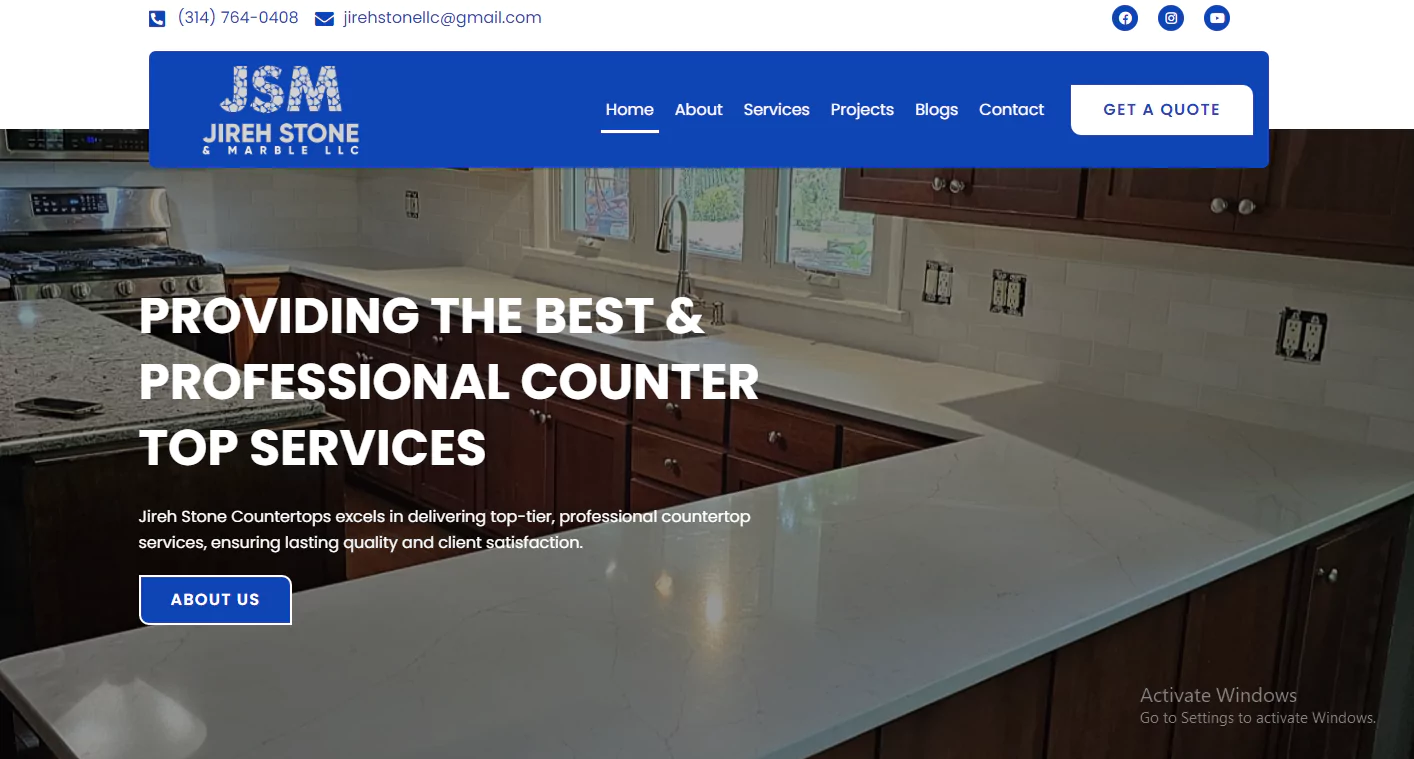 (314) 764-0408 jirehstonellc@gmail.com
JSM
JIREH STONE
& MARBLE LLC
Home About Services Projects Blogs Contact GET A QUOTE
PROVIDING THE BEST &
PROFESSIONAL COUNTER
TOP SERVICES
Jireh Stone Countertops excels in delivering top-tier, professional countertop
services, ensuring lasting quality and client satisfaction.
ABOUT US
Activate Windows
Go to Settings to activate Windows.